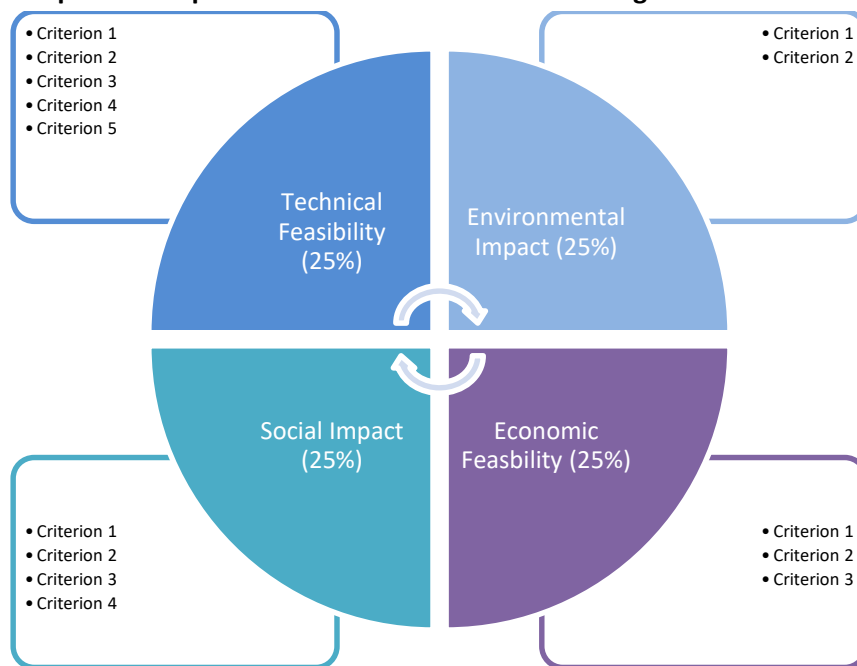 • Criterion 1
• Criterion 2
• Criterion 3
• Criterion 4
• Criterion 5
• Criterion 1
• Criterion 2
Technical
Feasibility
(25%)
Environmental
Impact (25%)
Social Impact
(25%)
Economic
Feasbility (25%)
• Criterion 1
• Criterion 2
• Criterion 3
• Criterion 4
• Criterion 1
• Criterion 2
• Criterion 3